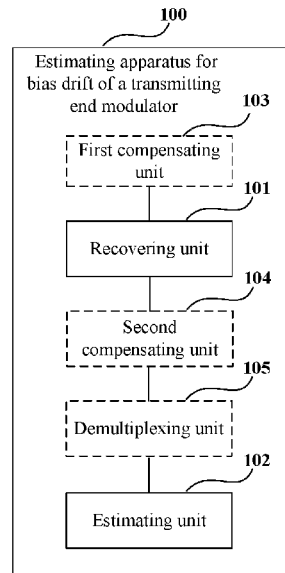 100
Estimating apparatus for
bias drift of a transmitting
end modulator
103
First compensating
unit
101
Recovering unit
104
Second
compensating unit
105
Demultiplexing unit
102
Estimating unit